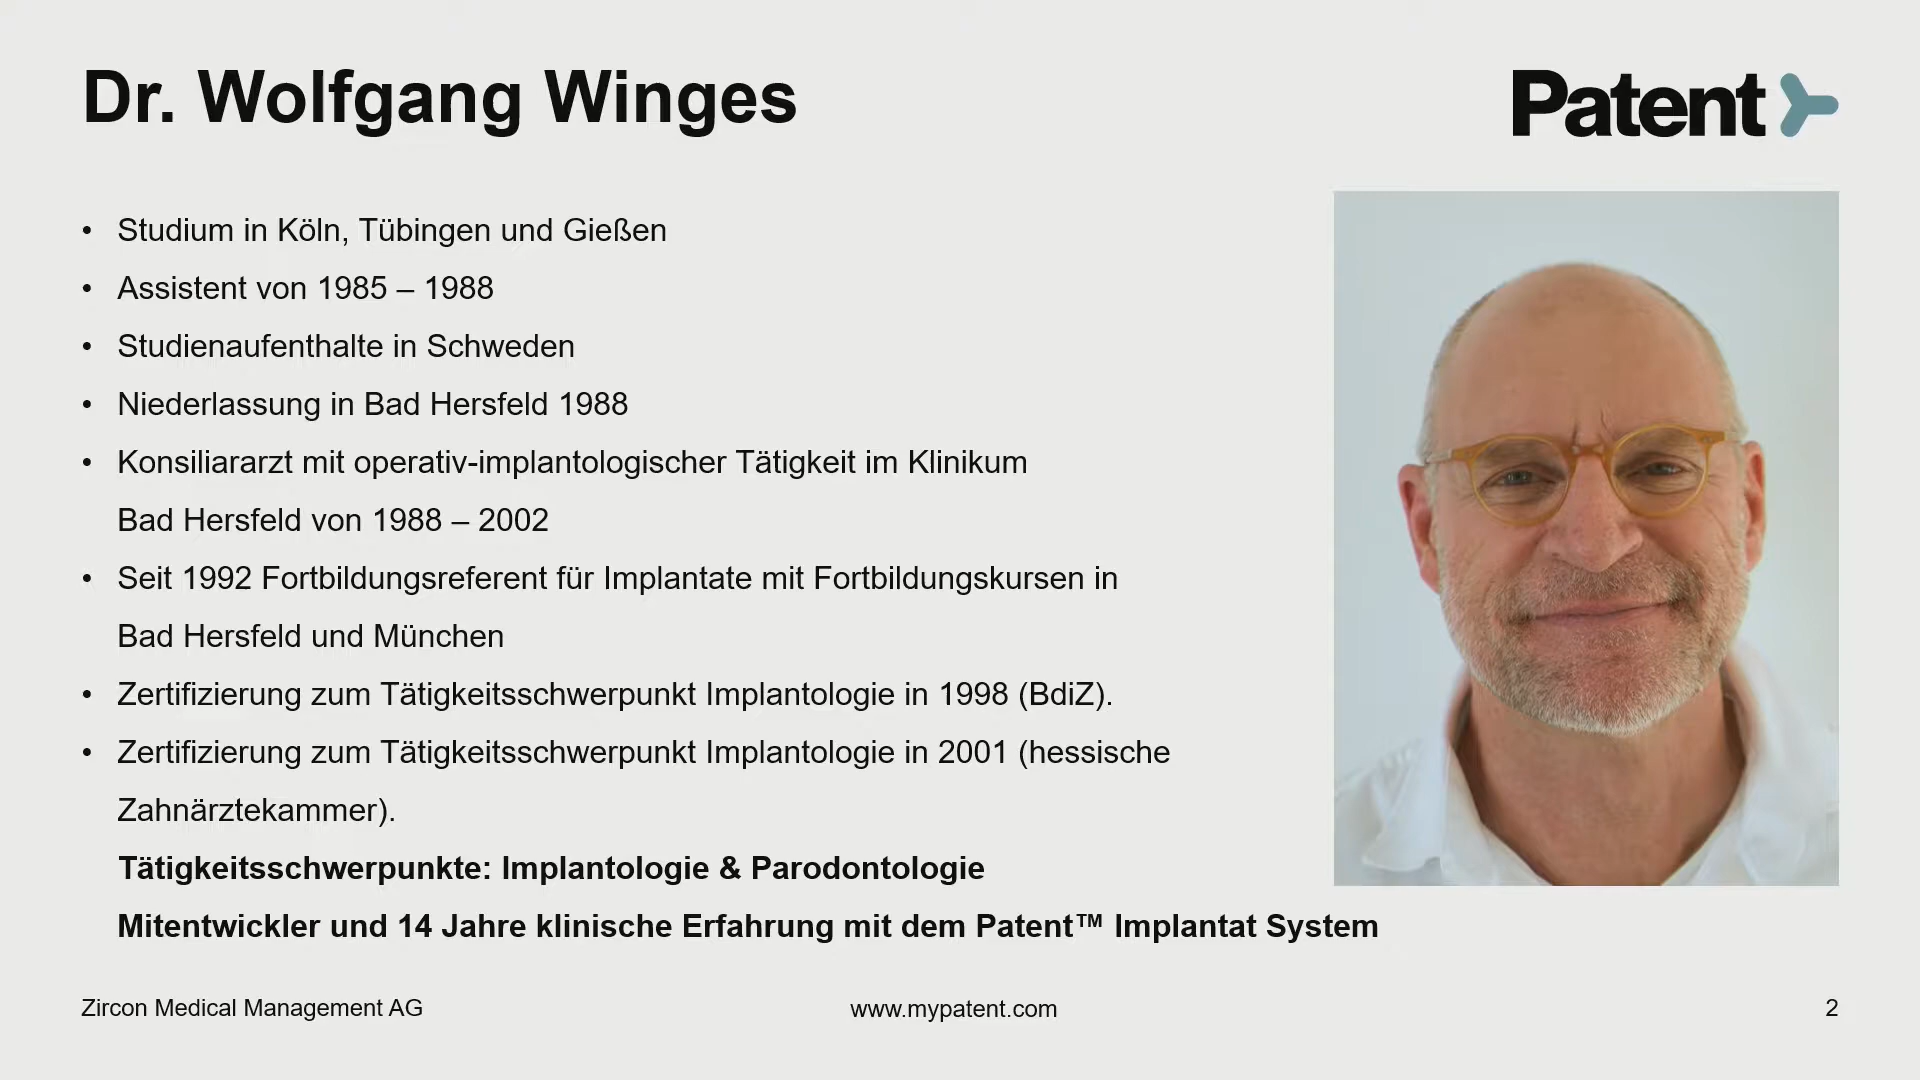 Dr. Wolfgang Winges
Patent
• Studium in Köln, Tübingen und Gießen
• Assistent von 1985 – 1988
• Studienaufenthalte in Schweden
• Niederlassung in Bad Hersfeld 1988
• Konsiliararzt mit operativ-implantologischer Tätigkeit im Klinikum
Bad Hersfeld von 1988 – 2002
• Seit 1992 Fortbildungsreferent für Implantate mit Fortbildungskursen in
Bad Hersfeld und München
• Zertifizierung zum Tätigkeitsschwerpunkt Implantologie in 1998 (BdiZ).
• Zertifizierung zum Tätigkeitsschwerpunkt Implantologie in 2001 (hessische
Zahnärztekammer).
Tätigkeitsschwerpunkte: Implantologie & Parodontologie
Mitentwickler und 14 Jahre klinische Erfahrung mit dem Patent™ Implantat System
Zircon Medical Management AG
www.mypatent.com
2